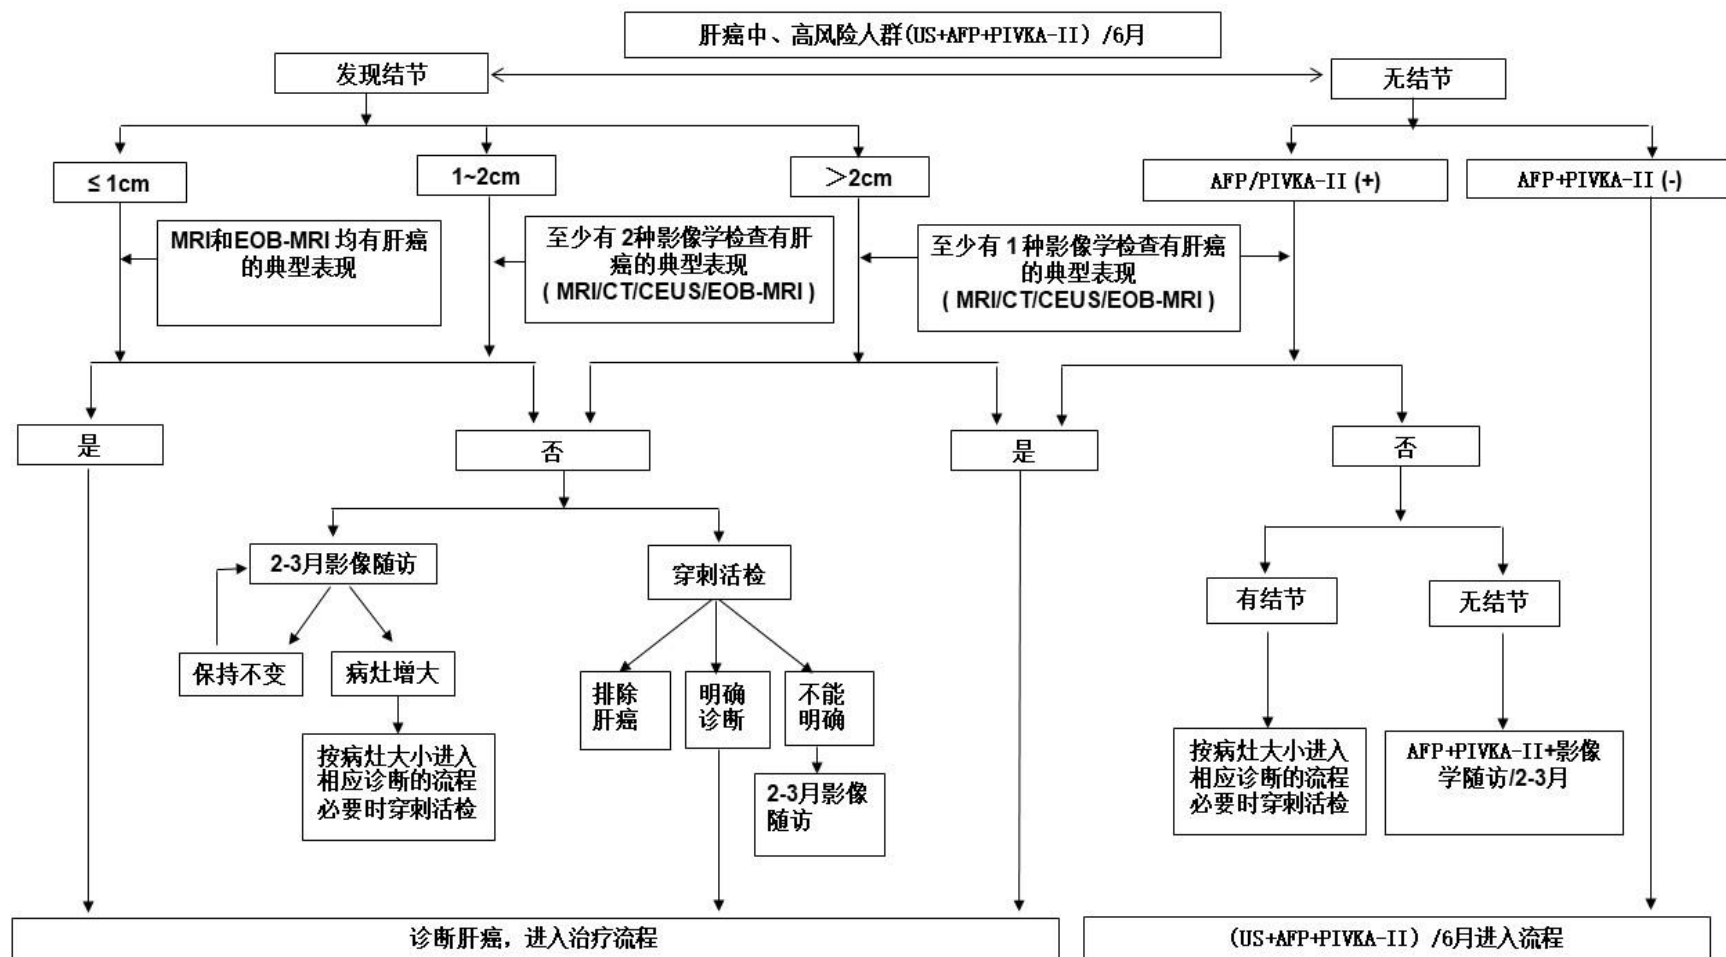 肝癌中、高风险人群(US+AFP+PIVKA-II) /6月
发现结节
无结节
≤ 1cm
1~2cm
＞2cm
AFP/PIVKA-II (+)
AFP+PIVKA-II (-)
MRI和EOB-MRI 均有肝癌
的典型表现
至少有 2种影像学检查有肝
癌的典型表现
( MRI/CT/CEUS/EOB-MRI )
至少有 1 种影像学检查有肝癌
的典型表现
( MRI/CT/CEUS/EOB-MRI )
是
否
是
否
2-3月影像随访
穿刺活检
有结节
无结节
保持不变
病灶增大
排除
肝癌
明确
诊断
不能
明确
按病灶大小进入
相应诊断的流程
必要时穿刺活检
2-3月影像
随访
按病灶大小进入
相应诊断的流程
必要时穿刺活检
AFP+PIVKA-II+影像
学随访/2-3月
诊断肝癌，进入治疗流程
(US+AFP+PIVKA-II) /6月进入流程